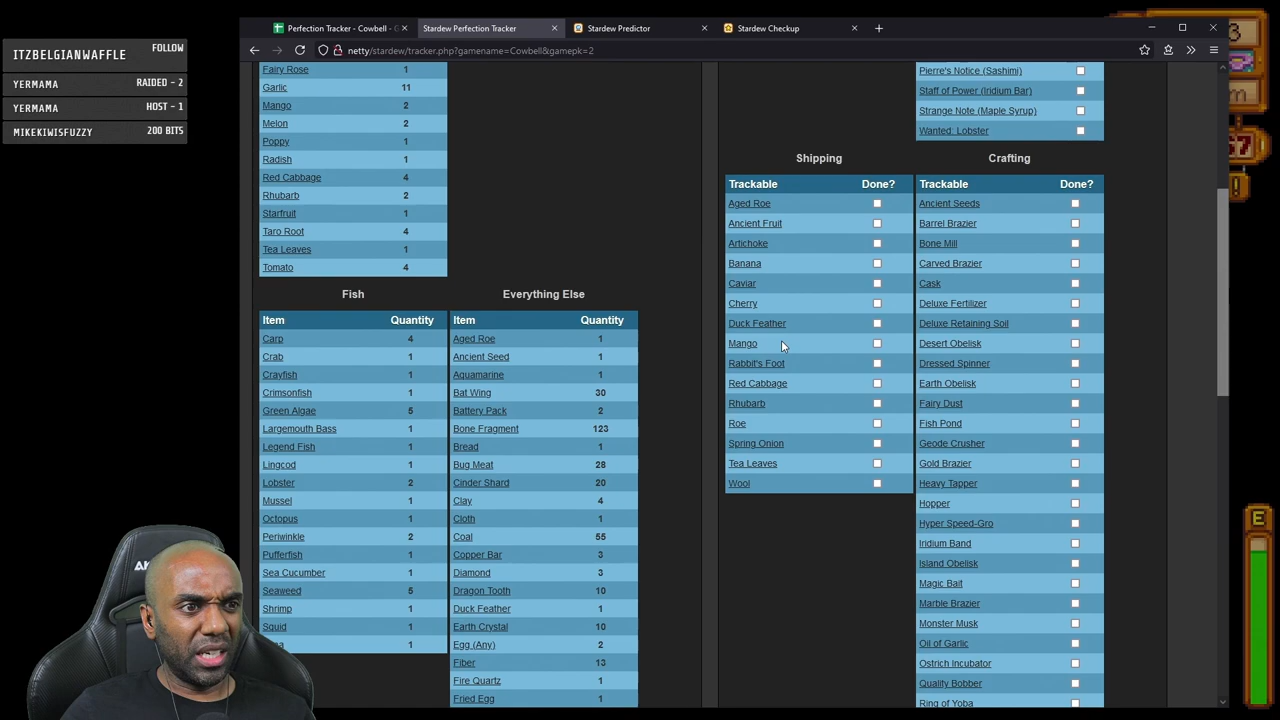 ITZBELGIANWAFFLE FOLLOW
YERMAMA RAIDED - 2
YERMAMA HOST - 1
MIKEKIWISFUZZY 200 BITS
Perfection Tracker - Cowbell -
Stardew Perfection Tracker
Stardew Predictor
Stardew Checkup
netty/stardew/tracker.php?gamename=Cowbell&gamepk=2
Fairy Rose 1
Garlic 11
Mango 2
Melon 2
Poppy 1
Radish 1
Red Cabbage 4
Rhubarb 2
Starfruit 1
Taro Root 4
Tea Leaves 1
Tomato 4
Fish
Item Quantity
Carp 4
Crab 1
Crayfish 1
Crimsonfish 1
Green Algae 5
Largemouth Bass 1
Legend Fish 1
Lingcod 1
Lobster 2
Mussel 1
Octopus 1
Periwinkle 2
Pufferfish 1
Sea Cucumber 1
Seaweed 5
Shrimp 1
Squid 1
1
Everything Else
Item Quantity
Aged Roe 1
Ancient Seed 1
Aquamarine 1
Bat Wing 30
Battery Pack 2
Bone Fragment 123
Bread 1
Bug Meat 28
Cinder Shard 20
Clay 4
Cloth 1
Coal 55
Copper Bar 3
Diamond 3
Dragon Tooth 10
Duck Feather 1
Earth Crystal 10
Egg (Any) 2
Fiber 13
Fire Quartz 1
Fried Egg 1
Pierre's Notice (Sashimi)
Staff of Power (Iridium Bar)
Strange Note (Maple Syrup)
Wanted: Lobster
Shipping
Trackable Done?
Aged Roe
Ancient Fruit
Artichoke
Banana
Caviar
Cherry
Duck Feather
Mango
Rabbit's Foot
Red Cabbage
Rhubarb
Roe
Spring Onion
Tea Leaves
Wool
Crafting
Trackable Done?
Ancient Seeds
Barrel Brazier
Bone Mill
Carved Brazier
Cask
Deluxe Fertilizer
Deluxe Retaining Soil
Desert Obelisk
Dressed Spinner
Earth Obelisk
Fairy Dust
Fish Pond
Geode Crusher
Gold Brazier
Heavy Tapper
Hopper
Hyper Speed-Gro
Iridium Band
Island Obelisk
Magic Bait
Marble Brazier
Monster Musk
Oil of Garlic
Ostrich Incubator
Quality Bobber
Ring of Yoba
E